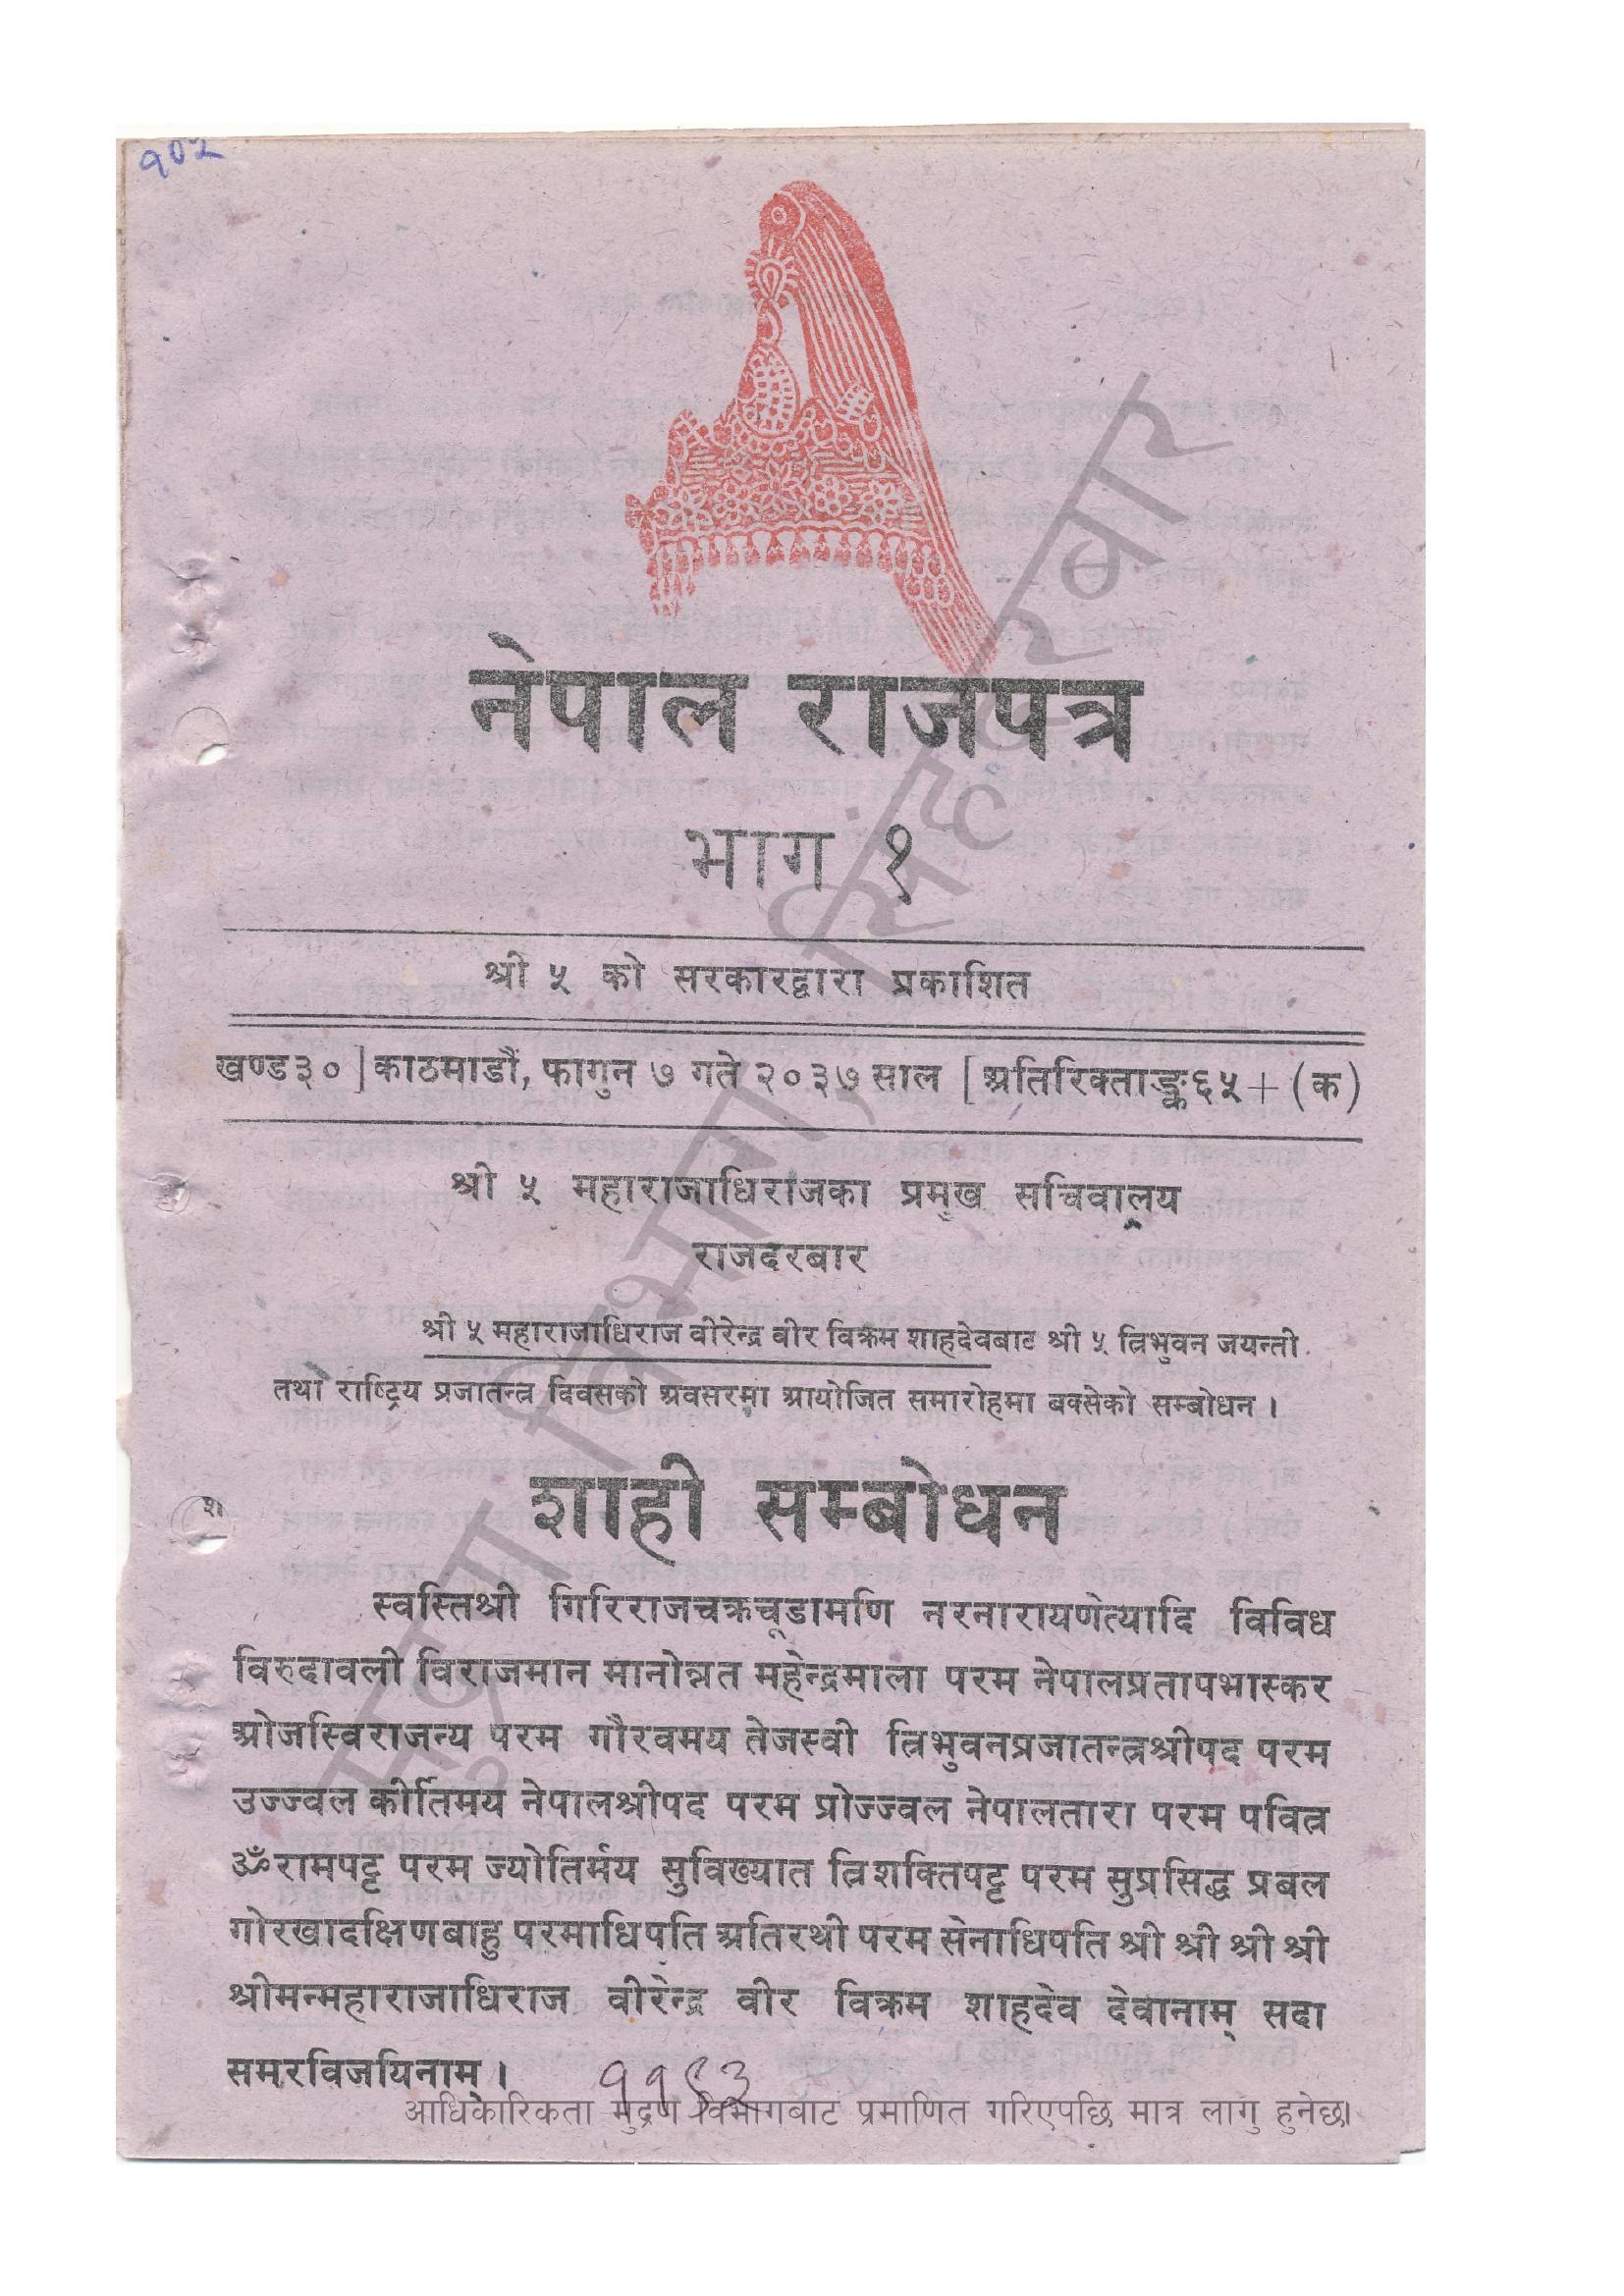 १०२
नेपाल राजपत्र
भाग १
श्री ५ को सरकारद्वारा प्रकाशित
खण्ड३०] काठमाडौं, फागुन ७ गते २०३७ साल [अतिरिक्ताङ्क६५+(क)
श्री ५ महाराजाधिराजका प्रमुख सचिवालय
राजदरबार
श्री ५ महाराजाधिराज वीरेन्द्र वीर विक्रम शाहदेवबाट श्री ५ त्रिभुवन जयन्ती
तथा राष्ट्रिय प्रजातन्त्र दिवसको अवसरमा आयोजित समारोहमा बक्सेको सम्बोधन ।
शाही सम्बोधन
स्वस्तिश्री गिरिराजचक्रचूडामणि नरनारायणेत्यादि विविध
विरुदावली विराजमान मानोन्नत महेन्द्रमाला परम नेपालप्रतापभास्कर
ओजस्विराजन्य परम गौरवमय तेजस्वी त्रिभुवनप्रजातन्त्रश्रीपद परम
उज्ज्वल कीर्तिमय नेपालश्रीपद परम प्रोज्ज्वल नेपालतारा परम पवित्र
ॐरामपट्ट परम ज्योतिर्मय सुविख्यात त्रिशक्तिपट्ट परम सुप्रसिद्ध प्रबल
गोरखादक्षिणबाहु परमाधिपति अतिरथी परम सेनाधिपति श्री श्री श्री श्री
श्रीमन्महाराजाधिराज वीरेन्द्र वीर विक्रम शाहदेव देवानाम् सदा
समरविजयिनाम् ।
११९३
आधिकारिकता मुद्रण विभागबाट प्रमाणित गरिएपछि मात्र लागु हुनेछ।
मुद्रण विभाग, सिंहदरबार